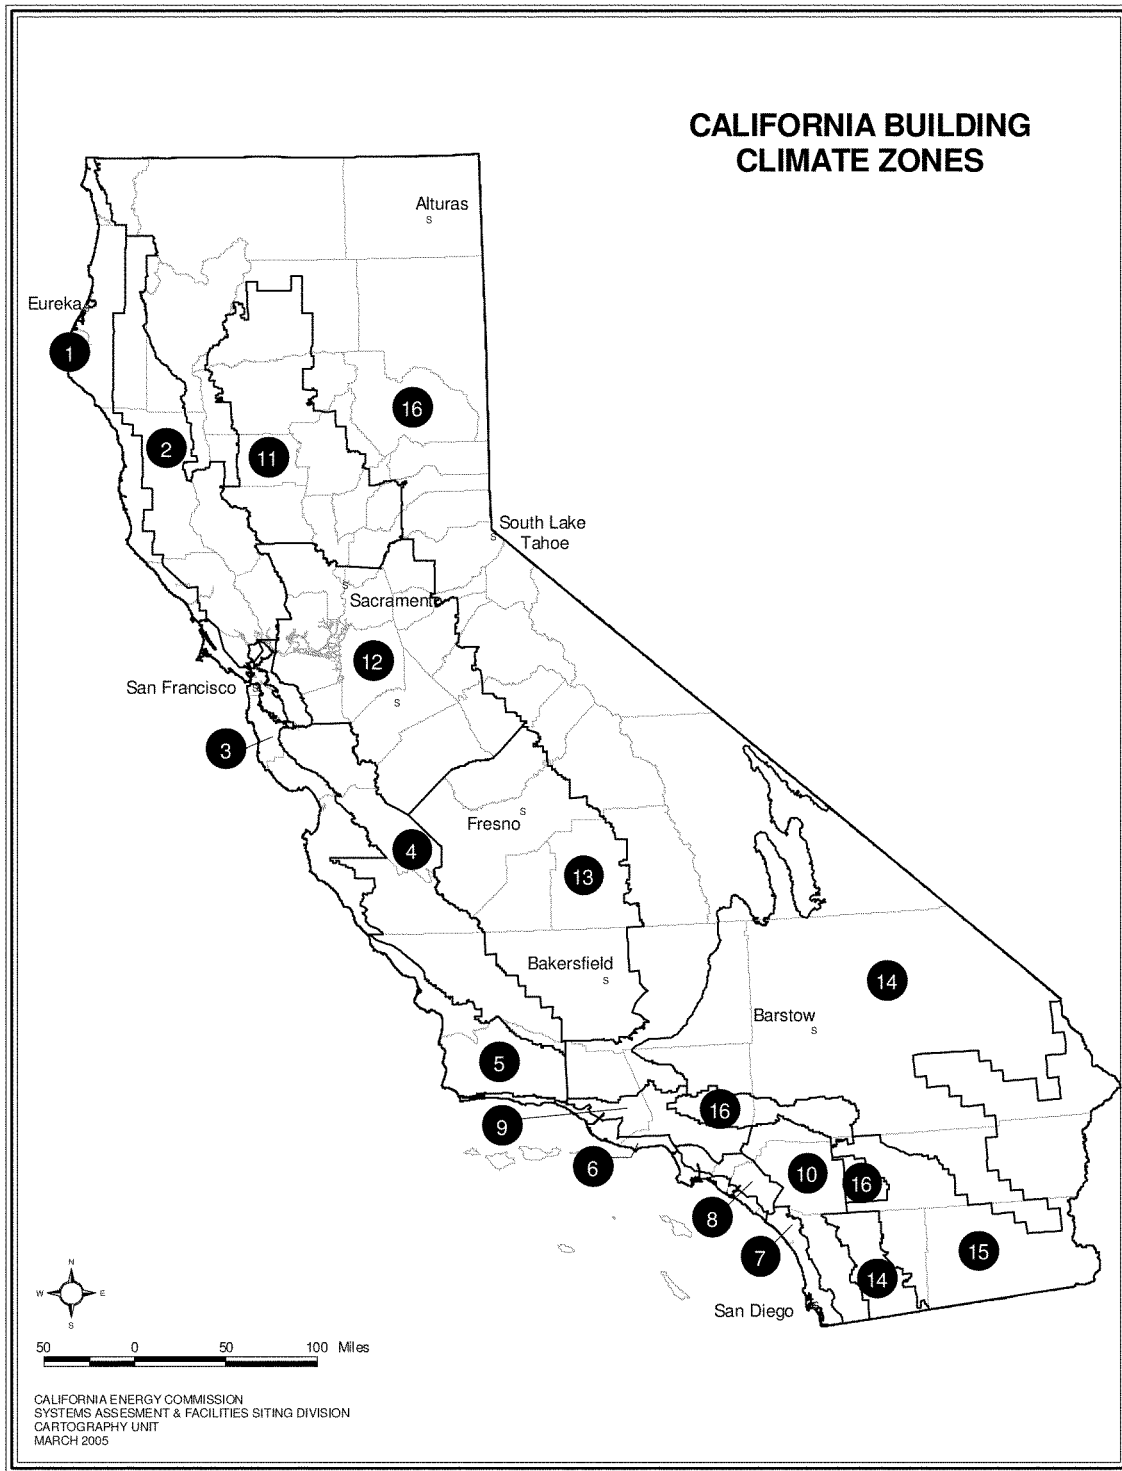 CALIFORNIA BUILDING
CLIMATE ZONES
Alturas
S
Eureka
1
16
2
11
South Lake
Tahoe
S
S
Sacramento
12
San Francisco
S
S
3
Fresno
S
4
13
Bakersfield
S
14
Barstow
S
5
16
9
6
10
16
8
7
15
14
San Diego
S
N
W
E
S
50
0
50
100
Miles
CALIFORNIA ENERGY COMMISSION
SYSTEMS ASSESMENT & FACILITIES SITING DIVISION
CARTOGRAPHY UNIT
MARCH 2005